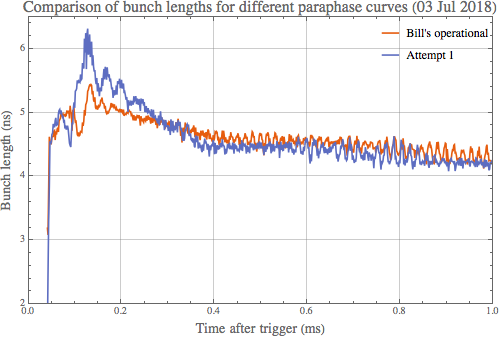 Comparison of bunch lengths for different paraphase curves (03 Jul 2018)
Bill's operational
Attempt 1
Bunch length (ns)
6
5
4
3
2
0.0 0.2 0.4 0.6 0.8 1.0
Time after trigger (ms)